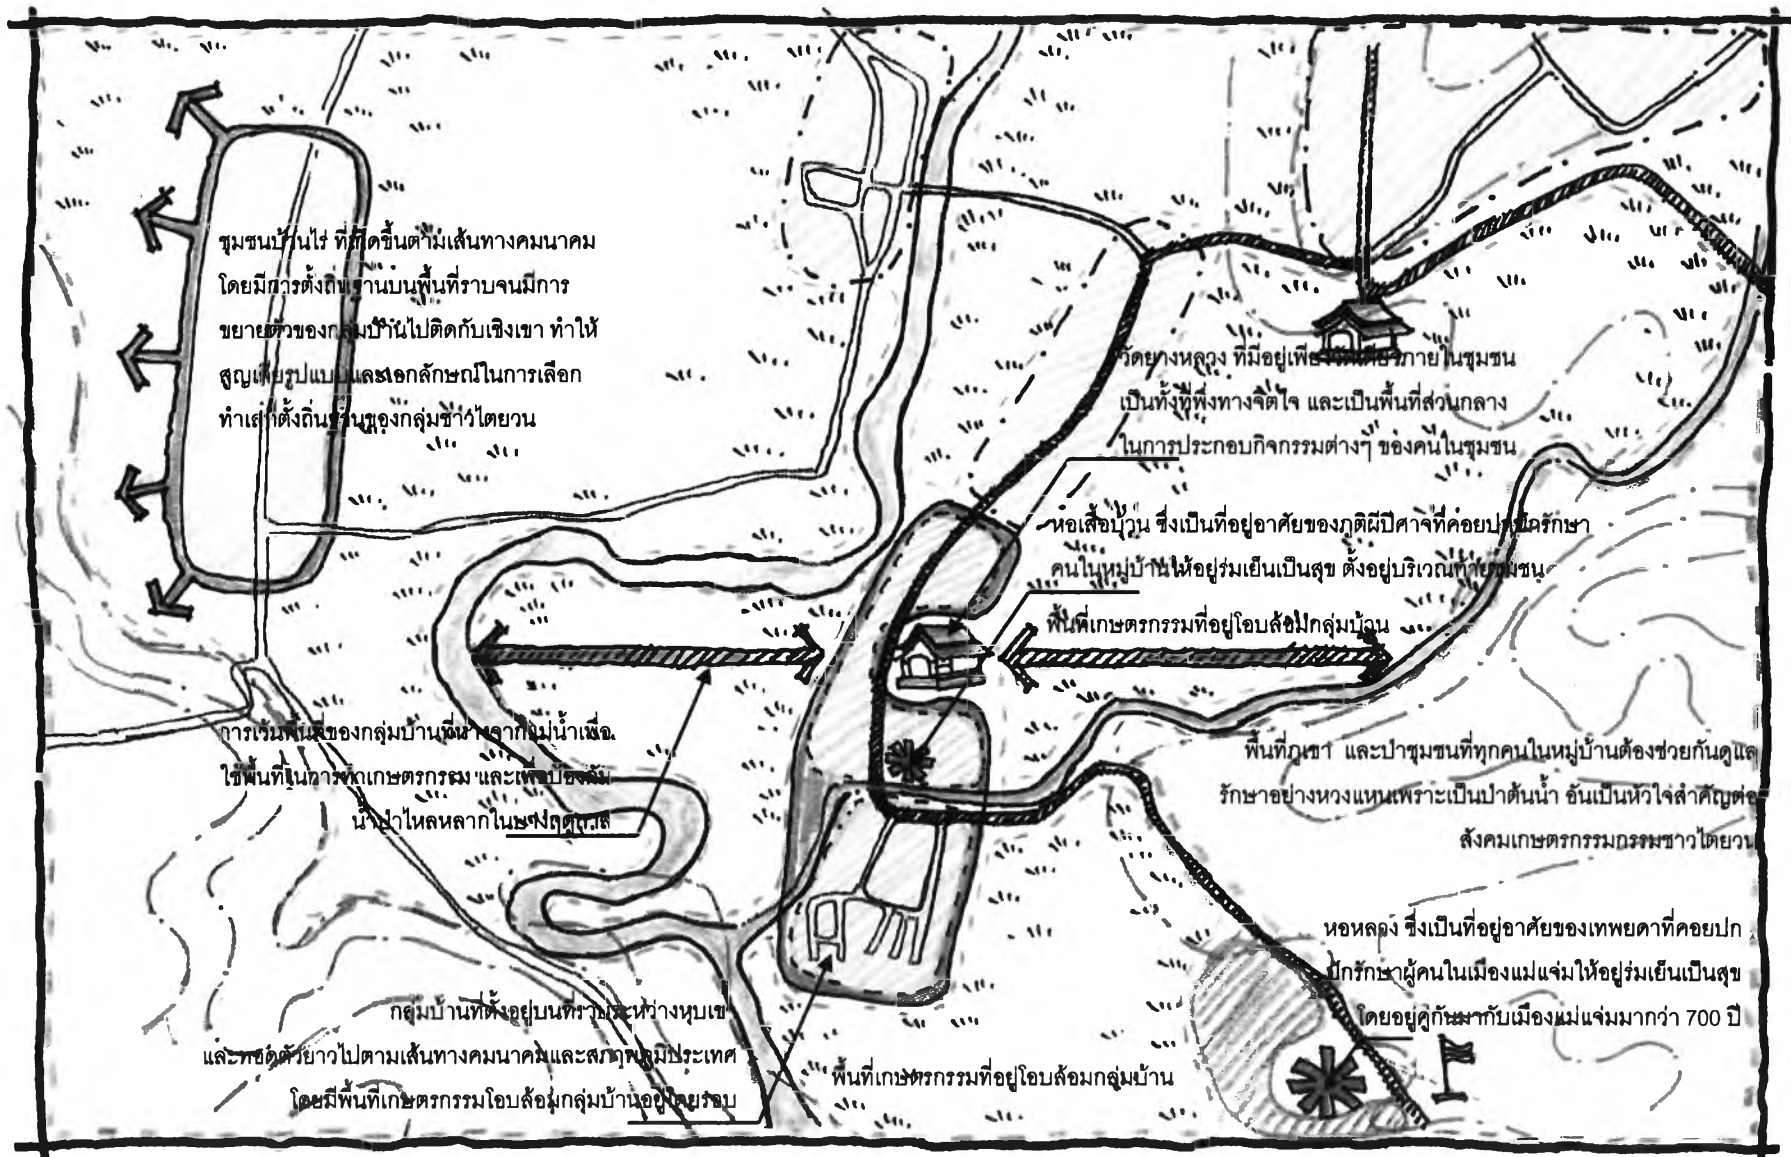 ชุมชนบ้านไร่ ที่เกิดขึ้นตามเส้นทางคมนาคม
โดยมีการตั้งถิ่นฐานบนพื้นที่ราบจนมีการ
ขยายตัวของกลุ่มบ้านไปติดกับเชิงเขา ทำให้
สูญเสียรูปแบบและเอกลักษณ์ในการเลือก
ทำเลที่ตั้งถิ่นฐานของกลุ่มชาวไตยวน
วัดยางหลวง ที่มีอยู่เพียงวัดเดียวภายในชุมชน
เป็นทั้งที่พึ่งทางจิตใจ และเป็นพื้นที่ส่วนกลาง
ในการประกอบกิจกรรมต่างๆ ของคนในชุมชน
หอเสื้อบ้าน ซึ่งเป็นที่อยู่อาศัยของภูติผีปีศาจที่คอยปกปักรักษา
คนในหมู่บ้านให้อยู่ร่มเย็นเป็นสุข ตั้งอยู่บริเวณท้ายชุมชน
พื้นที่เกษตรกรรมที่อยู่โอบล้อมกลุ่มบ้าน
การเว้นพื้นที่ของกลุ่มบ้านที่ห่างจากแม่น้ำเพื่อ
ใช้พื้นที่ในการทำเกษตรกรรม และเพื่อป้องกัน
น้ำป่าไหลหลากในช่วงฤดู
พื้นที่ภูเขา และป่าชุมชนที่ทุกคนในหมู่บ้านต้องช่วยกันดูแล
รักษาอย่างหวงแหนเพราะเป็นป่าต้นน้ำ อันเป็นหัวใจสำคัญต่อ
สังคมเกษตรกรรมกรรมชาวไตยวน
หอหลวง ซึ่งเป็นที่อยู่อาศัยของเทพยดาที่คอยปก
ปักรักษาผู้คนในเมืองแม่แจ่มให้อยู่ร่มเย็นเป็นสุข
โดยอยู่คู่กันมากับเมืองแม่แจ่มมากว่า 700 ปี
กลุ่มบ้านที่ตั้งอยู่บนที่ราบระหว่างหุบเขา
และทอดตัวยาวไปตามเส้นทางคมนาคมและสภาพภูมิประเทศ
โดยมีพื้นที่เกษตรกรรมโอบล้อมกลุ่มบ้านอยู่โดยรอบ
พื้นที่เกษตรกรรมที่อยู่โอบล้อมกลุ่มบ้าน